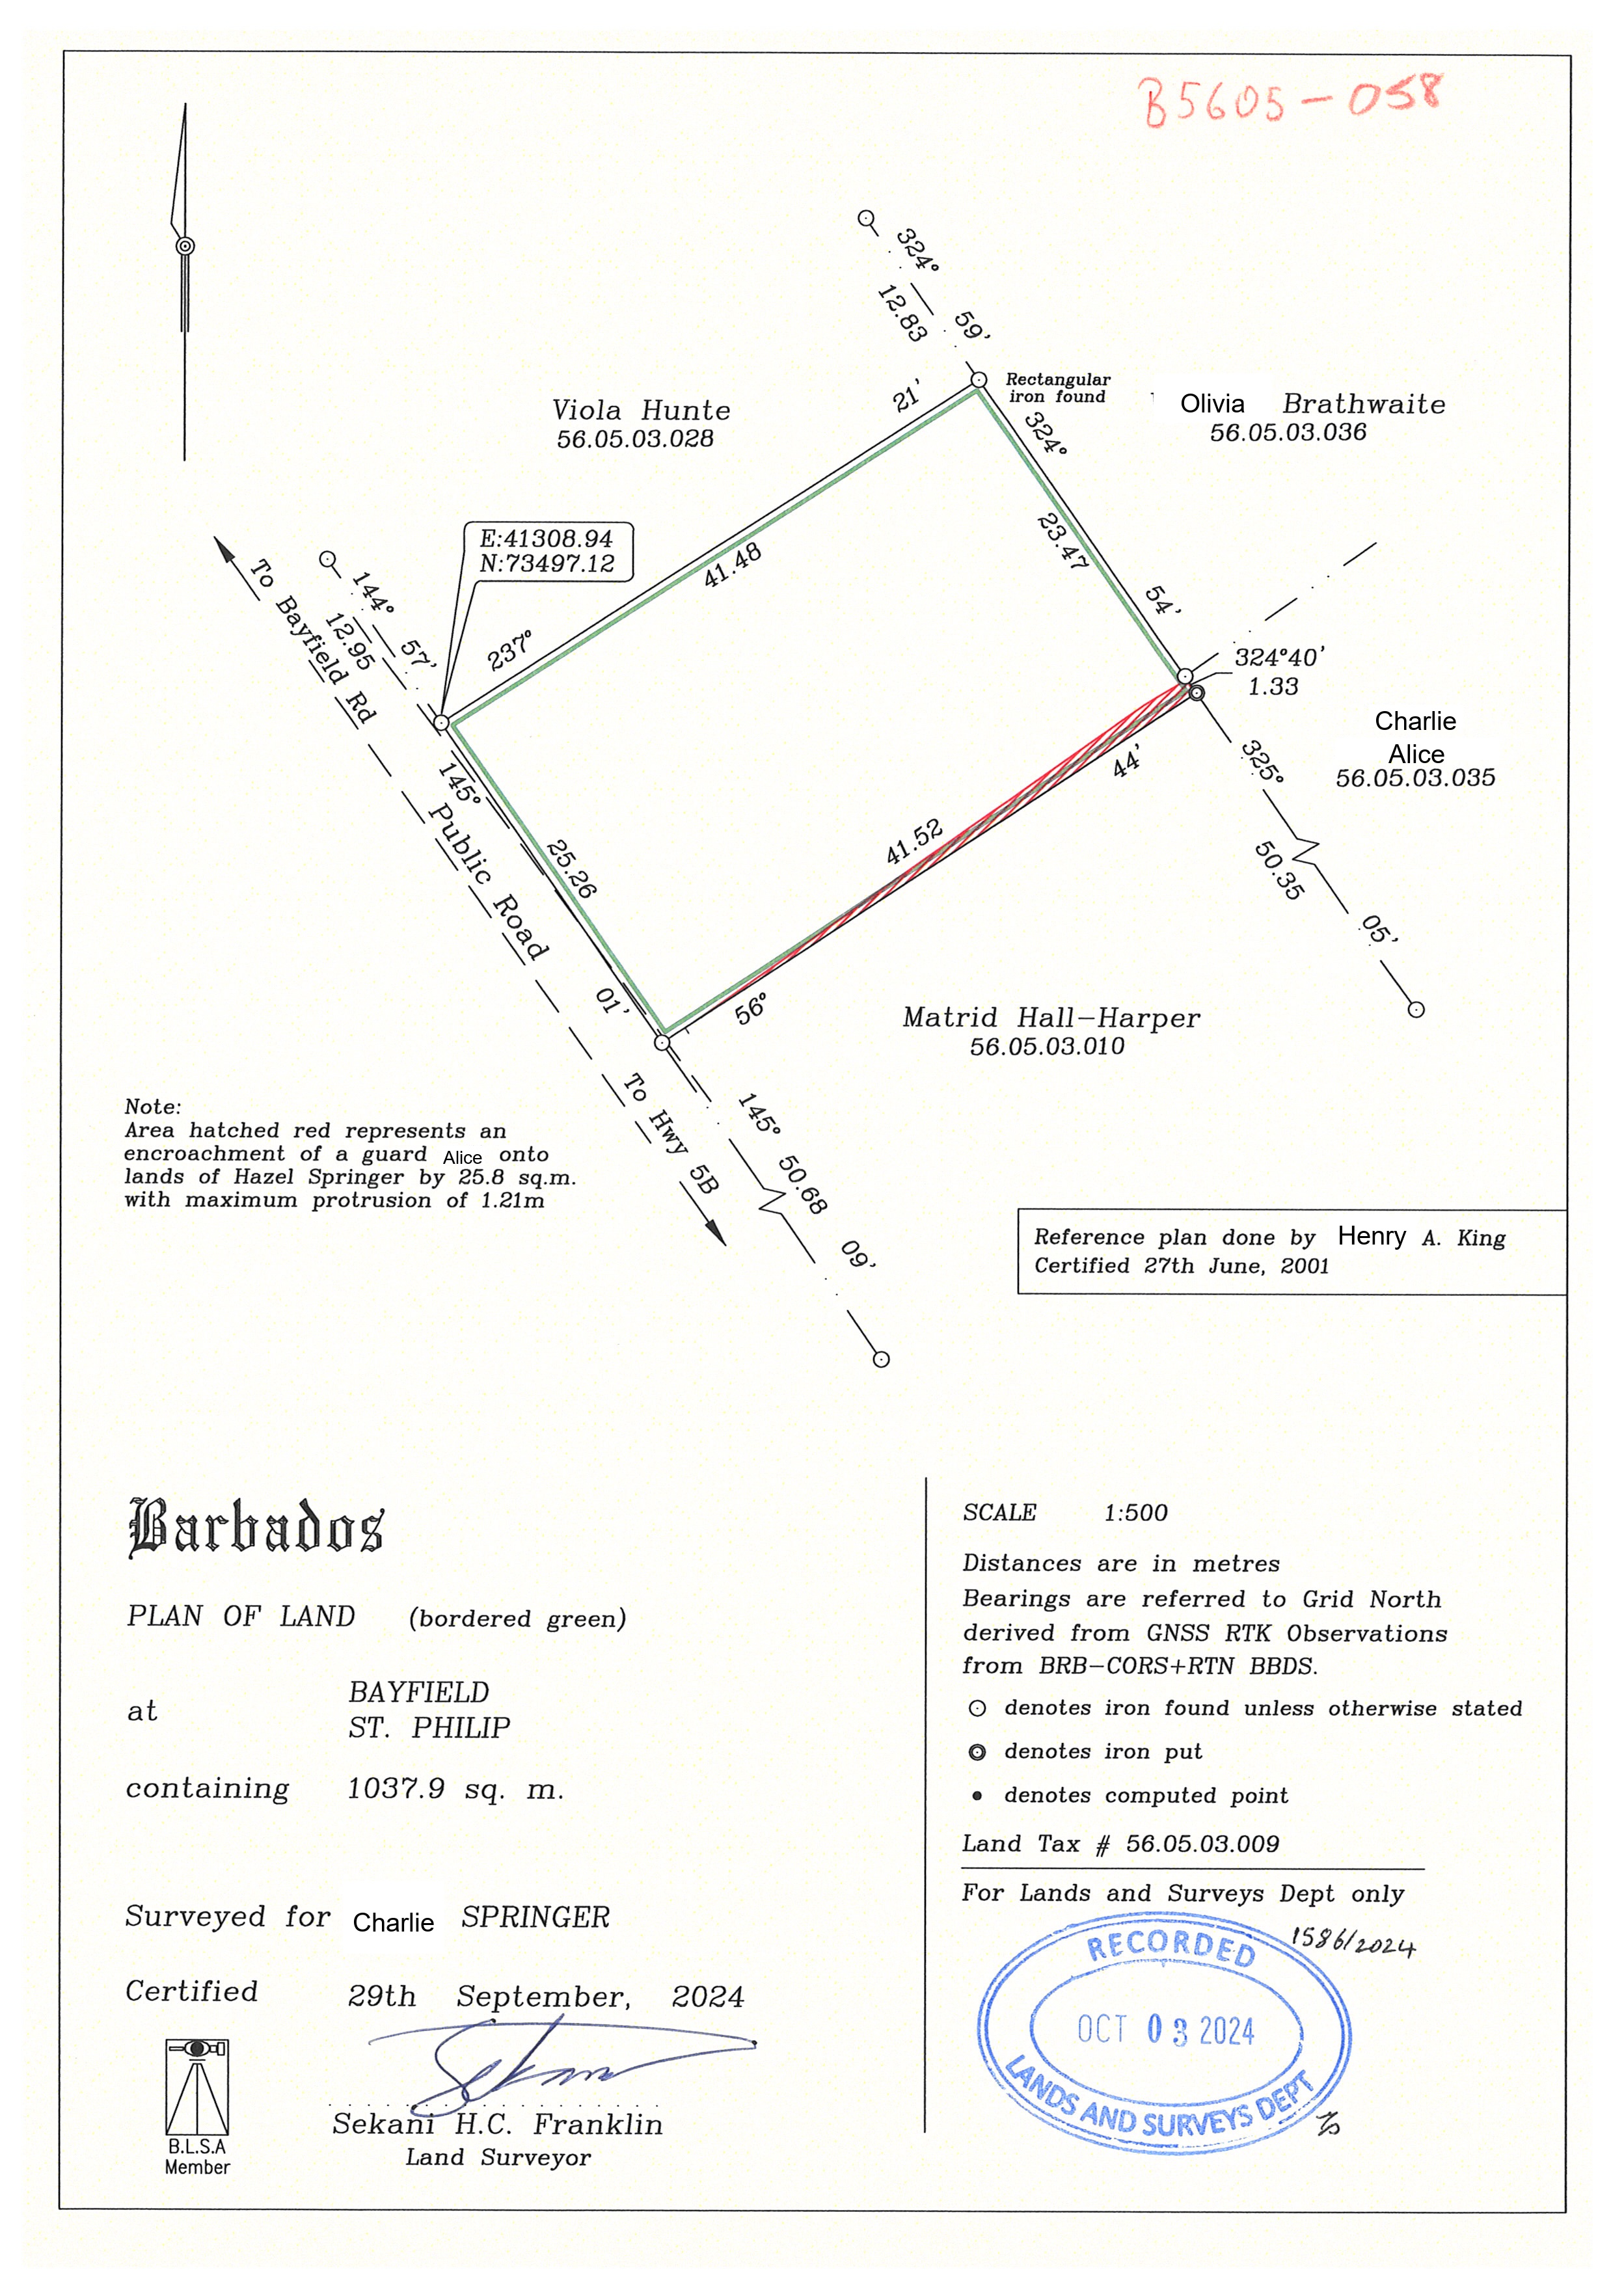 B5605-058
324°
59'
12.83
Rectangular
iron found
Viola Hunte
56.05.03.028
21'
324°
Olivia Brathwaite
56.05.03.036
E:41308.94
N:73497.12
41.48
23.47
54'
237°
144°
57'
12.95
To Bayfield Rd
324°40'
1.33
Charlie
Alice
56.05.03.035
145°
Public Road
25.26
01'
41.52
44'
325°
50.35
05'
56°
Matrid Hall-Harper
56.05.03.010
To Hwy 5B
145°
50.68
09'
Note:
Area hatched red represents an
encroachment of a guard Alice onto
lands of Hazel Springer by 25.8 sq.m.
with maximum protrusion of 1.21m
Reference plan done by Henry A. King
Certified 27th June, 2001
Barbados
PLAN OF LAND (bordered green)
at
BAYFIELD
ST. PHILIP
containing 1037.9 sq. m.
Surveyed for Charlie SPRINGER
Certified 29th September, 2024
Sekani H.C. Franklin
Land Surveyor
B.L.S.A
Member
SCALE 1:500
Distances are in metres
Bearings are referred to Grid North
derived from GNSS RTK Observations
from BRB-CORS+RTN BBDS.
denotes iron found unless otherwise stated
denotes iron put
denotes computed point
Land Tax # 56.05.03.009
For Lands and Surveys Dept only
1586/2024
RECORDED
OCT 03 2024
LANDS AND SURVEYS DEPT